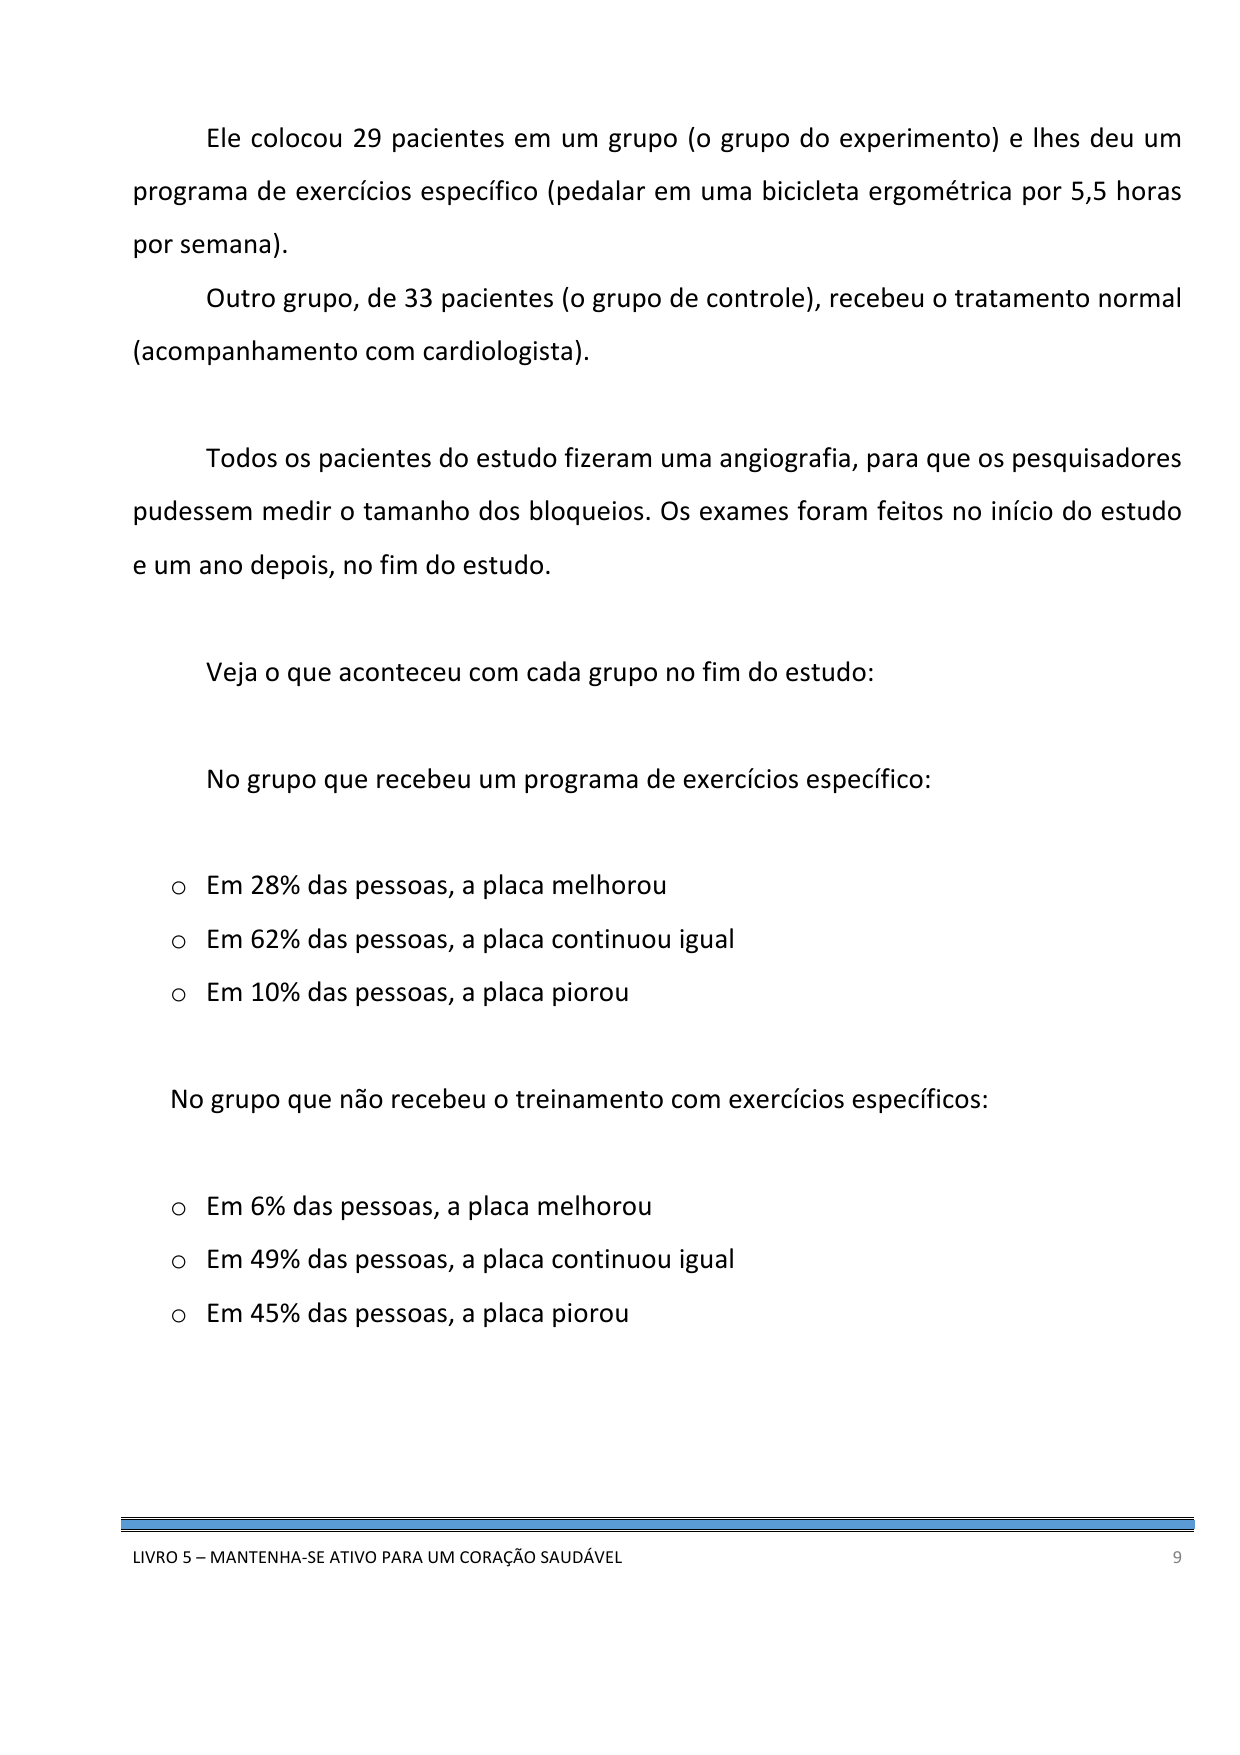 Ele colocou 29 pacientes em um grupo (o grupo do experimento) e lhes deu um
programa de exercícios específico (pedalar em uma bicicleta ergométrica por 5,5 horas
por semana).
Outro grupo, de 33 pacientes (o grupo de controle), recebeu o tratamento normal
(acompanhamento com cardiologista).
Todos os pacientes do estudo fizeram uma angiografia, para que os pesquisadores
pudessem medir o tamanho dos bloqueios. Os exames foram feitos no início do estudo
e um ano depois, no fim do estudo.
Veja o que aconteceu com cada grupo no fim do estudo:
No grupo que recebeu um programa de exercícios específico:
o Em 28% das pessoas, a placa melhorou
o Em 62% das pessoas, a placa continuou igual
o Em 10% das pessoas, a placa piorou
No grupo que não recebeu o treinamento com exercícios específicos:
o Em 6% das pessoas, a placa melhorou
o Em 49% das pessoas, a placa continuou igual
o Em 45% das pessoas, a placa piorou
LIVRO 5 – MANTENHA-SE ATIVO PARA UM CORAÇÃO SAUDÁVEL 9